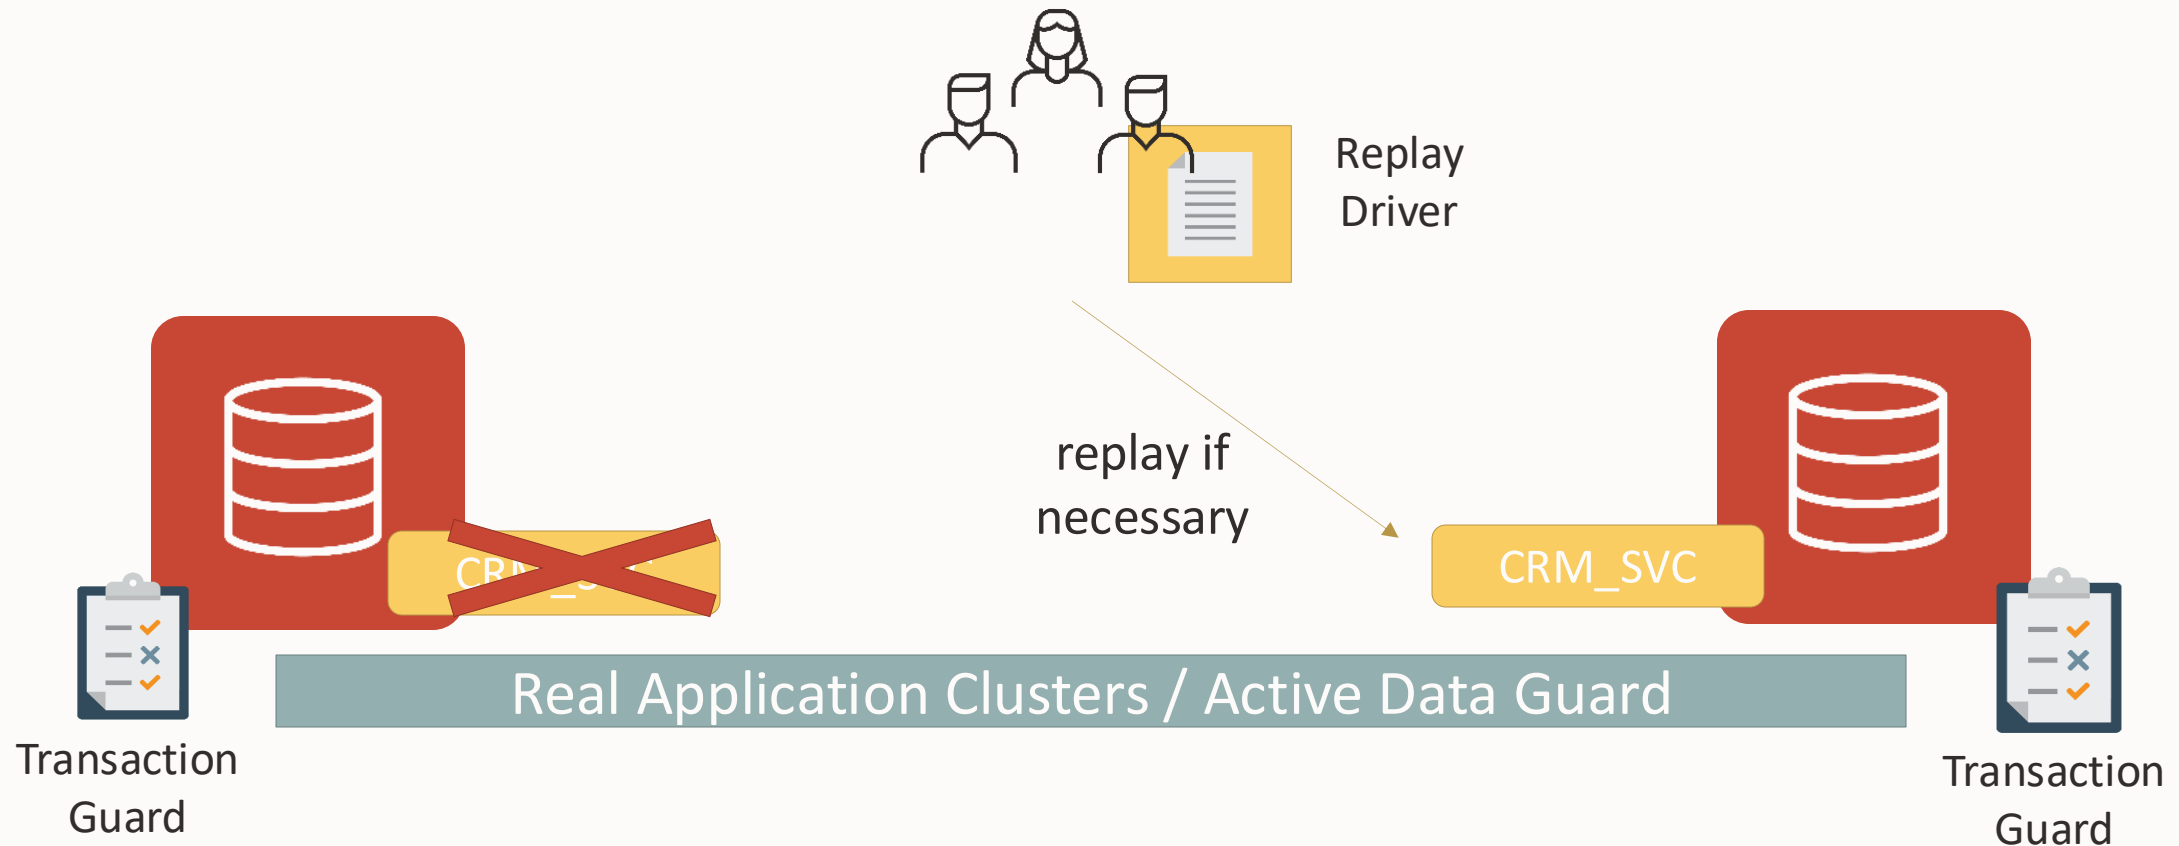 Replay
Driver
replay if
necessary
CRM_SVC
Real Application Clusters / Active Data Guard
Transaction
Guard
Transaction
Guard